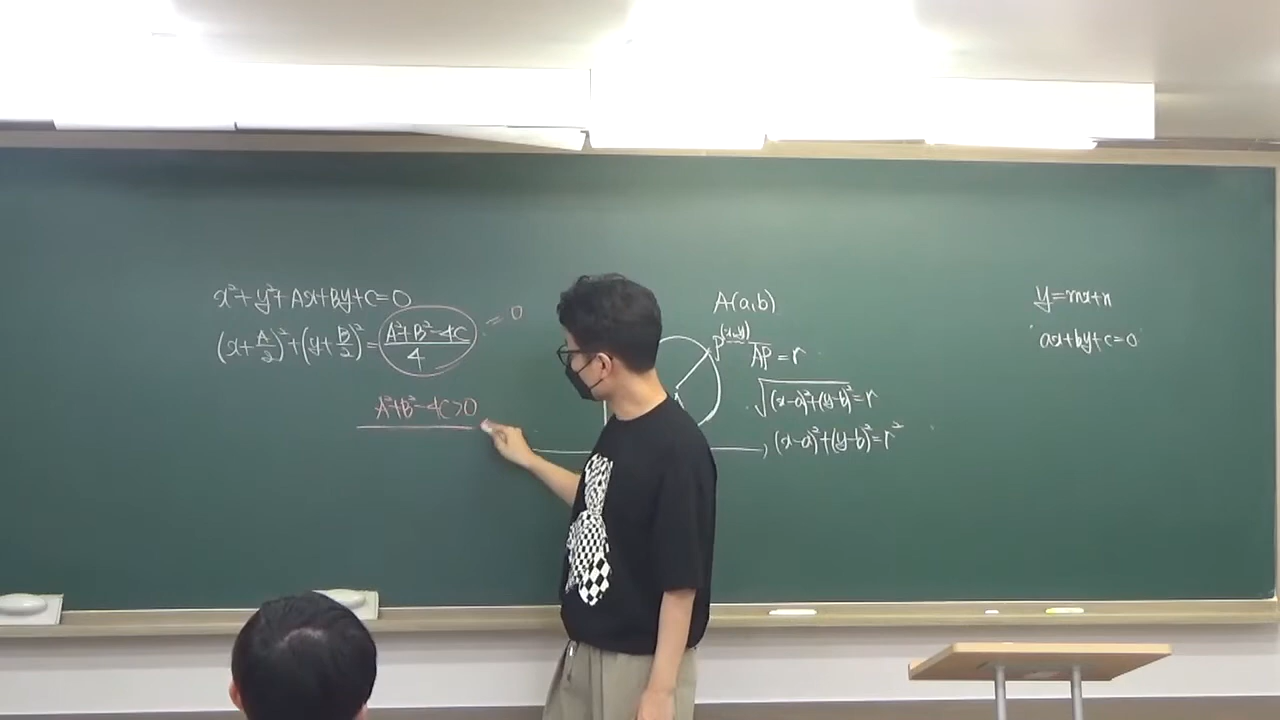 x²+y²+Ax+By+C=0
(x+A/2)²+(y+B/2)²=(A²+B²-4C)/4 = 0
A²+B²-4C>0
A(a,b)
P(x,y)
AP=r
A
√(x-a)²+(y-b)²=r
(x-a)²+(y-b)²=r²
y=mx+n
ax+by+c=0